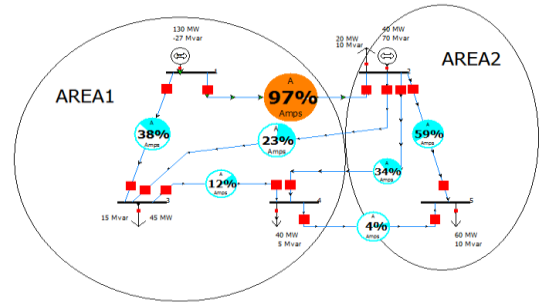 130 MW
-27 Mvar
20 MW
10 Mvar
40 MW
70 Mvar
AREA1
AREA2
1
2
A
97%
Amps
A
38%
Amps
A
23%
Amps
A
59%
Amps
A
34%
Amps
A
12%
Amps
3
4
5
15 Mvar
45 MW
40 MW
5 Mvar
A
4%
Amps
60 MW
10 Mvar